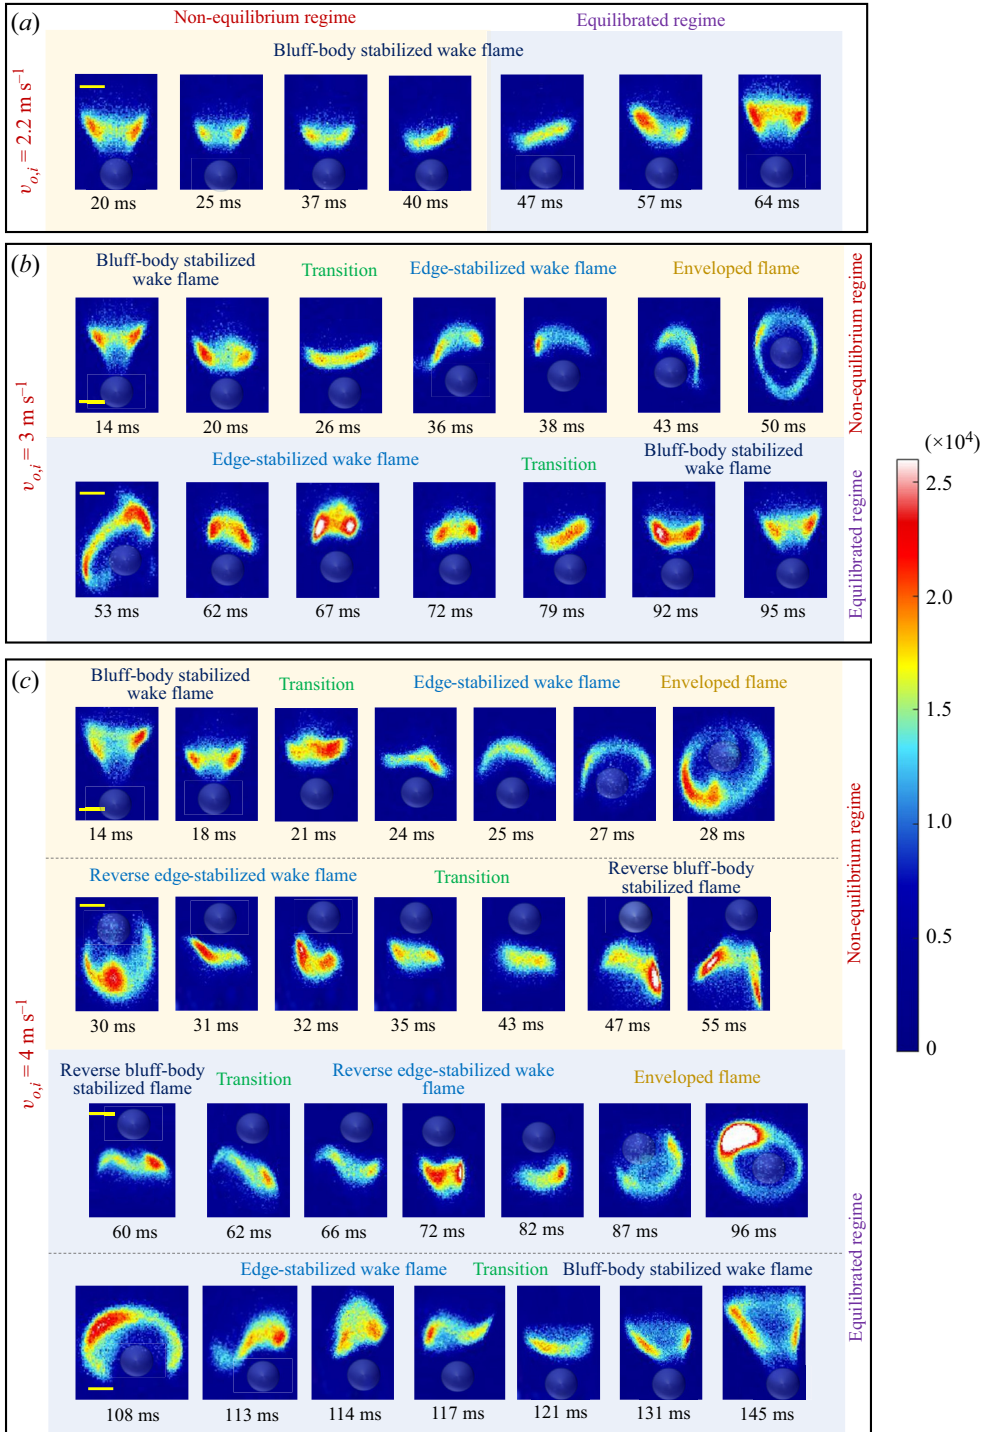 (a)
Non-equilibrium regime
Equilibrated regime
Bluff-body stabilized wake flame
v_{o,i} = 2.2 m s⁻¹
20 ms
25 ms
37 ms
40 ms
47 ms
57 ms
64 ms
(b)
Bluff-body stabilized
wake flame
Transition
Edge-stabilized wake flame
Enveloped flame
Non-equilibrium regime
v_{o,i} = 3 m s⁻¹
14 ms
20 ms
26 ms
36 ms
38 ms
43 ms
50 ms
Edge-stabilized wake flame
Transition
Bluff-body stabilized
wake flame
Equilibrated regime
53 ms
62 ms
67 ms
72 ms
79 ms
92 ms
95 ms
(×10⁴)
2.5
2.0
1.5
1.0
0.5
0
(c)
Bluff-body stabilized
wake flame
Transition
Edge-stabilized wake flame
Enveloped flame
Non-equilibrium regime
v_{o,i} = 4 m s⁻¹
14 ms
18 ms
21 ms
24 ms
25 ms
27 ms
28 ms
Reverse edge-stabilized wake flame
Transition
Reverse bluff-body
stabilized flame
30 ms
31 ms
32 ms
35 ms
43 ms
47 ms
55 ms
Reverse bluff-body
stabilized flame
Transition
Reverse edge-stabilized wake
flame
Enveloped flame
Equilibrated regime
60 ms
62 ms
66 ms
72 ms
82 ms
87 ms
96 ms
Edge-stabilized wake flame
Transition
Bluff-body stabilized wake flame
108 ms
113 ms
114 ms
117 ms
121 ms
131 ms
145 ms